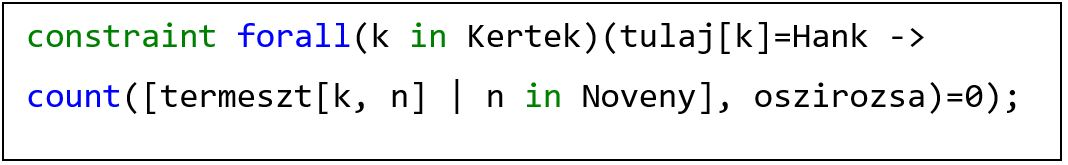 constraint forall(k in Kertek)(tulaj[k]=Hank ->
count([termeszt[k, n] | n in Noveny], oszirozsa)=0);